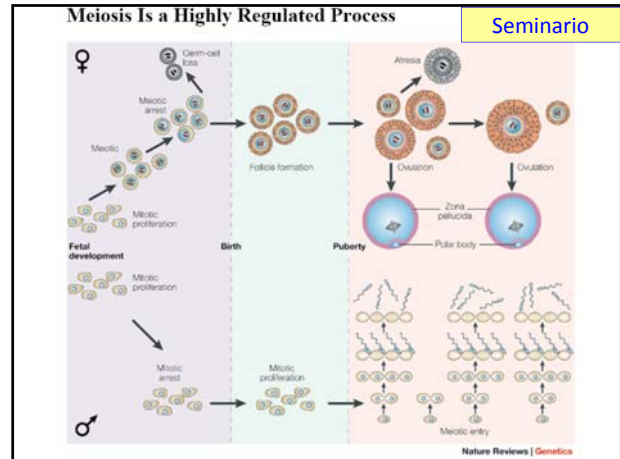 Meiosis Is a Highly Regulated Process
Seminario
♀
Germ-cell
loss
Atresia
Meiotic
arrest
Meiotic
Follicle formation
Ovulation
Ovulation
Mitotic
proliferation
Zona
pellucida
Polar body
Fetal
development
Birth
Puberty
Mitotic
proliferation
Mitotic
arrest
Mitotic
proliferation
Meiotic entry
♂
Nature Reviews | Genetics